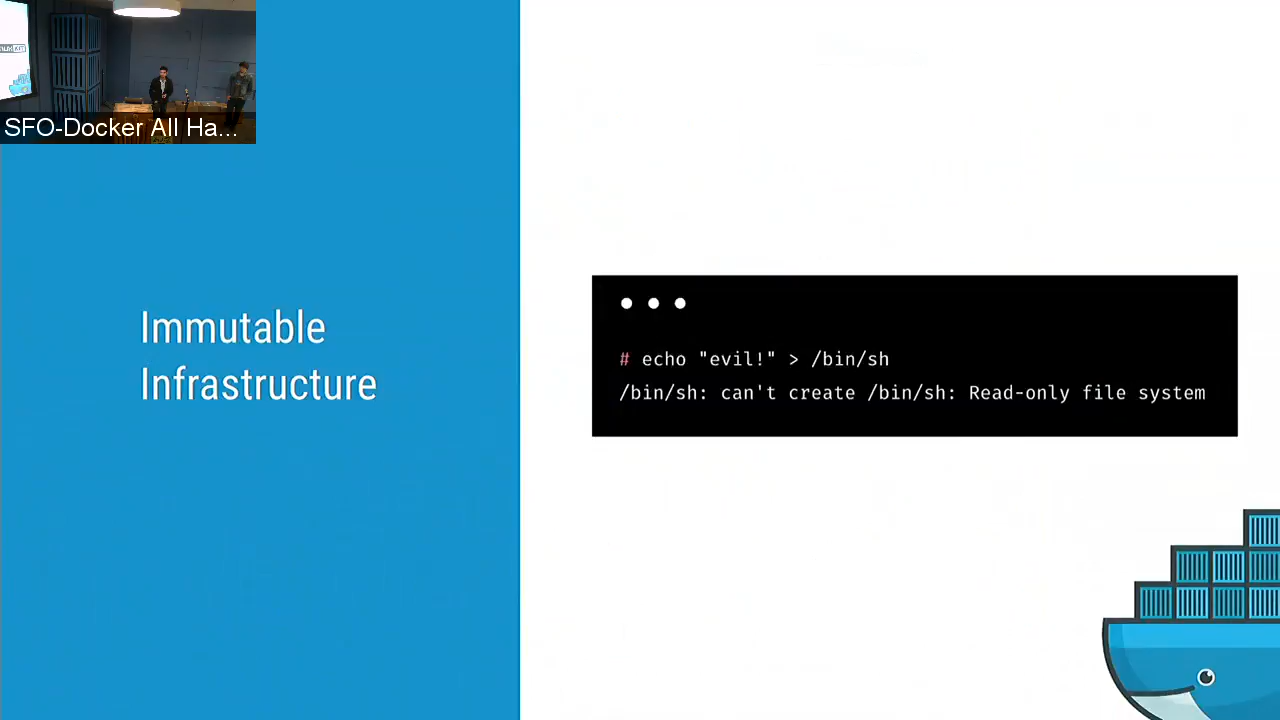 SFO-Docker All Ha...
Immutable
Infrastructure
# echo "evil!" > /bin/sh
/bin/sh: can't create /bin/sh: Read-only file system